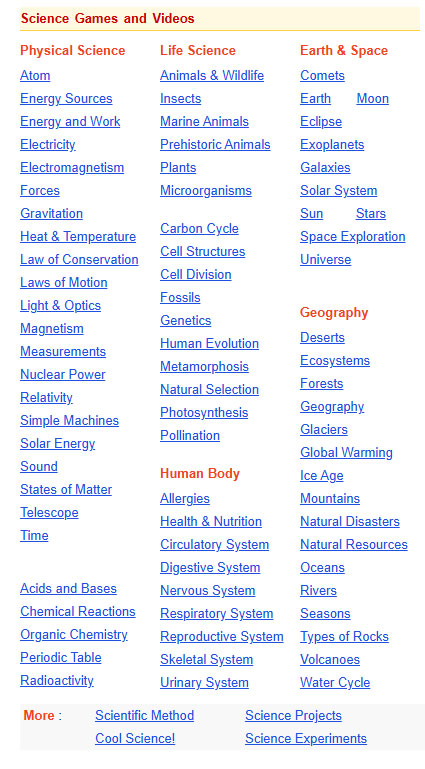 Science Games and Videos
Physical Science
Atom
Energy Sources
Energy and Work
Electricity
Electromagnetism
Forces
Gravitation
Heat & Temperature
Law of Conservation
Laws of Motion
Light & Optics
Magnetism
Measurements
Nuclear Power
Relativity
Simple Machines
Solar Energy
Sound
States of Matter
Telescope
Time
Acids and Bases
Chemical Reactions
Organic Chemistry
Periodic Table
Radioactivity
Life Science
Animals & Wildlife
Insects
Marine Animals
Prehistoric Animals
Plants
Microorganisms
Carbon Cycle
Cell Structures
Cell Division
Fossils
Genetics
Human Evolution
Metamorphosis
Natural Selection
Photosynthesis
Pollination
Human Body
Allergies
Health & Nutrition
Circulatory System
Digestive System
Nervous System
Respiratory System
Reproductive System
Skeletal System
Urinary System
Earth & Space
Comets
Earth Moon
Eclipse
Exoplanets
Galaxies
Solar System
Sun Stars
Space Exploration
Universe
Geography
Deserts
Ecosystems
Forests
Geography
Glaciers
Global Warming
Ice Age
Mountains
Natural Disasters
Natural Resources
Oceans
Rivers
Seasons
Types of Rocks
Volcanoes
Water Cycle
More : Scientific Method Science Projects
Cool Science! Science Experiments